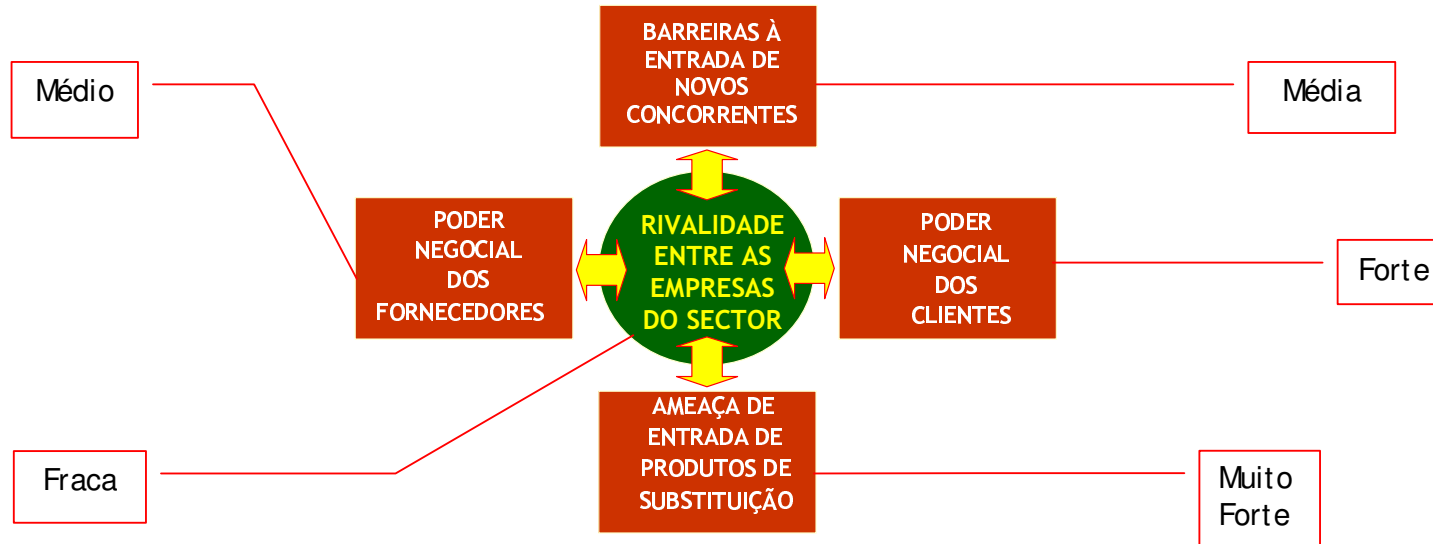 BARREIRAS À
ENTRADA DE
NOVOS
CONCORRENTES
Médio
Média
PODER
NEGOCIAL
DOS
FORNECEDORES
RIVALIDADE
ENTRE AS
EMPRESAS
DO SECTOR
PODER
NEGOCIAL
DOS
CLIENTES
Forte
AMEAÇA DE
ENTRADA DE
PRODUTOS DE
SUBSTITUIÇÃO
Fraca
Muito
Forte